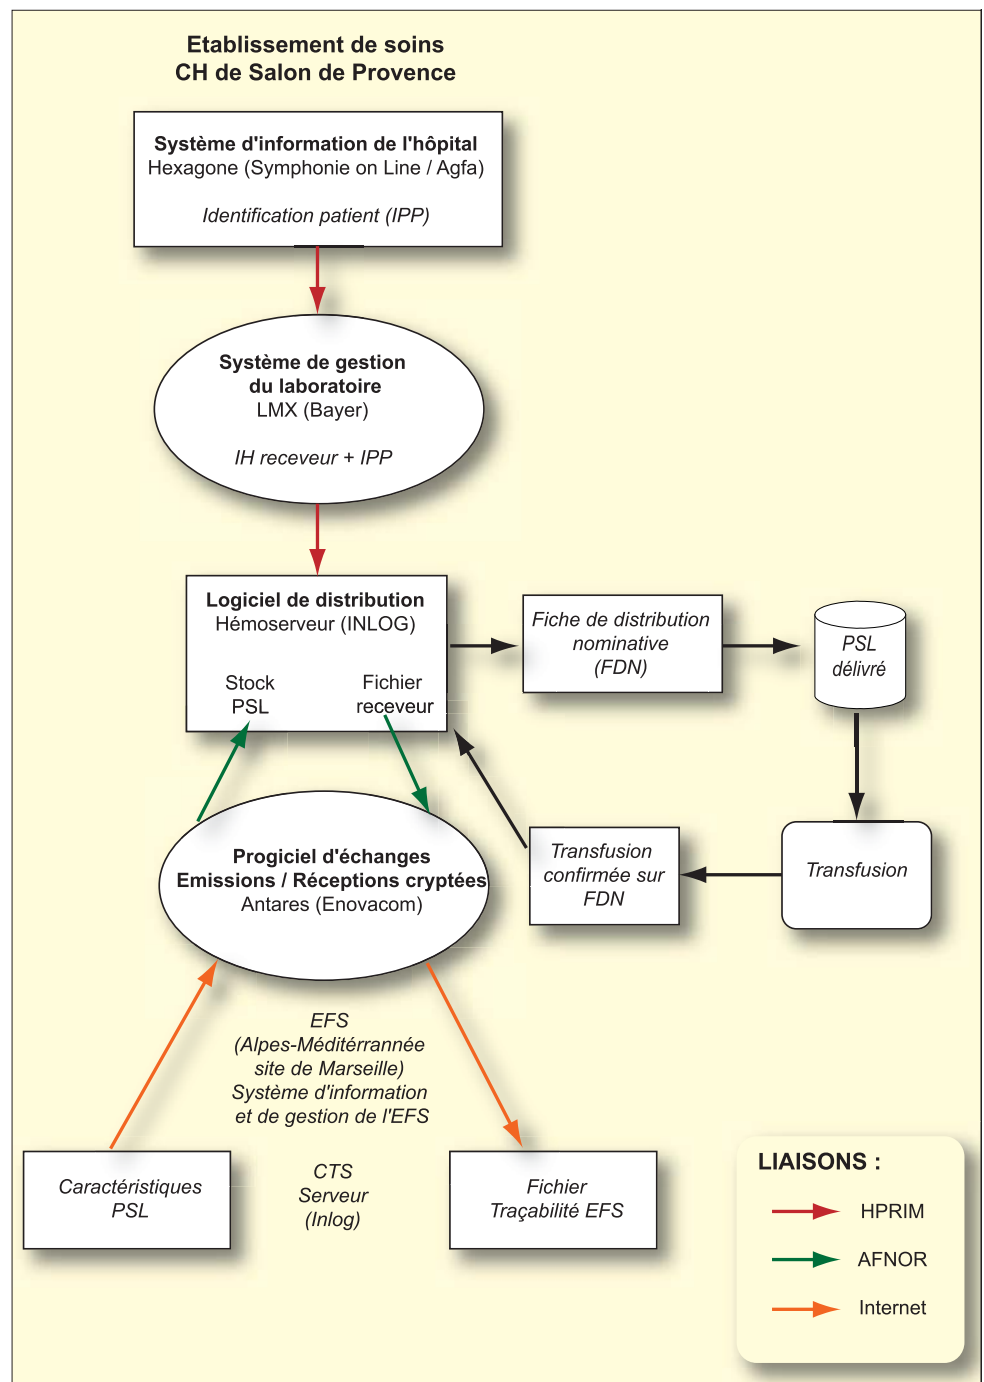 Etablissement de soins
CH de Salon de Provence
Système d'information de l'hôpital
Hexagone (Symphonie on Line / Agfa)
Identification patient (IPP)
Système de gestion
du laboratoire
LMX (Bayer)
IH receveur + IPP
Logiciel de distribution
Hémoserveur (INLOG)
Stock
PSL
Fichier
receveur
Fiche de distribution
nominative
(FDN)
PSL
délivré
Progiciel d'échanges
Emissions / Réceptions cryptées
Antares (Enovacom)
Transfusion
confirmée sur
FDN
Transfusion
EFS
(Alpes-Méditérrannée
site de Marseille)
Système d'information
et de gestion de l'EFS
CTS
Serveur
(Inlog)
Caractéristiques
PSL
Fichier
Traçabilité EFS
LIAISONS :
HPRIM
AFNOR
Internet